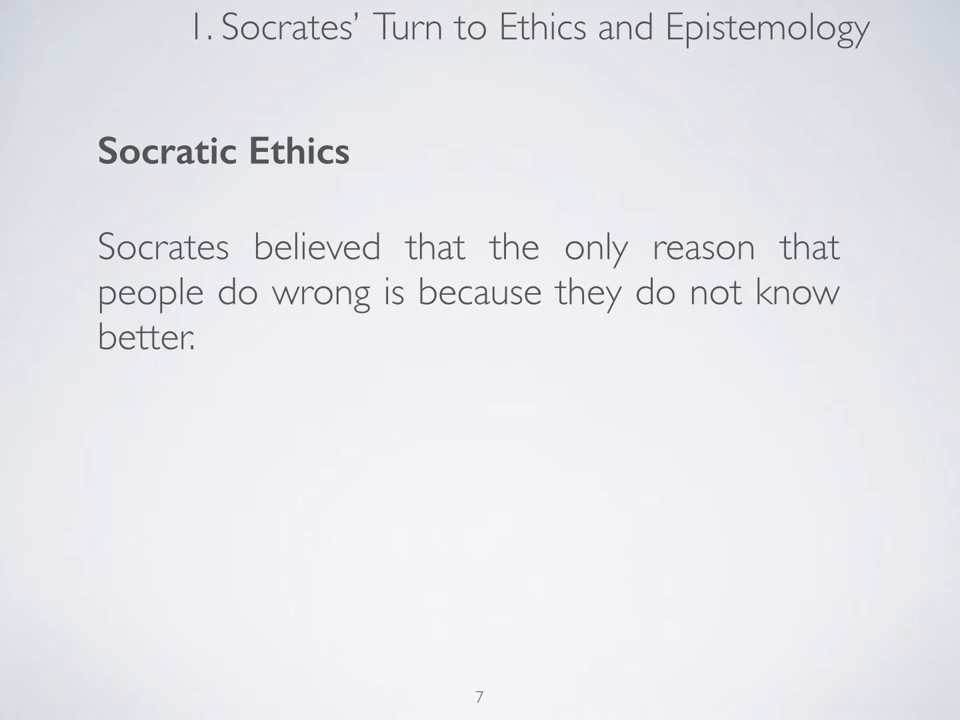 1. Socrates’ Turn to Ethics and Epistemology
Socratic Ethics
Socrates believed that the only reason that
people do wrong is because they do not know
better.
7